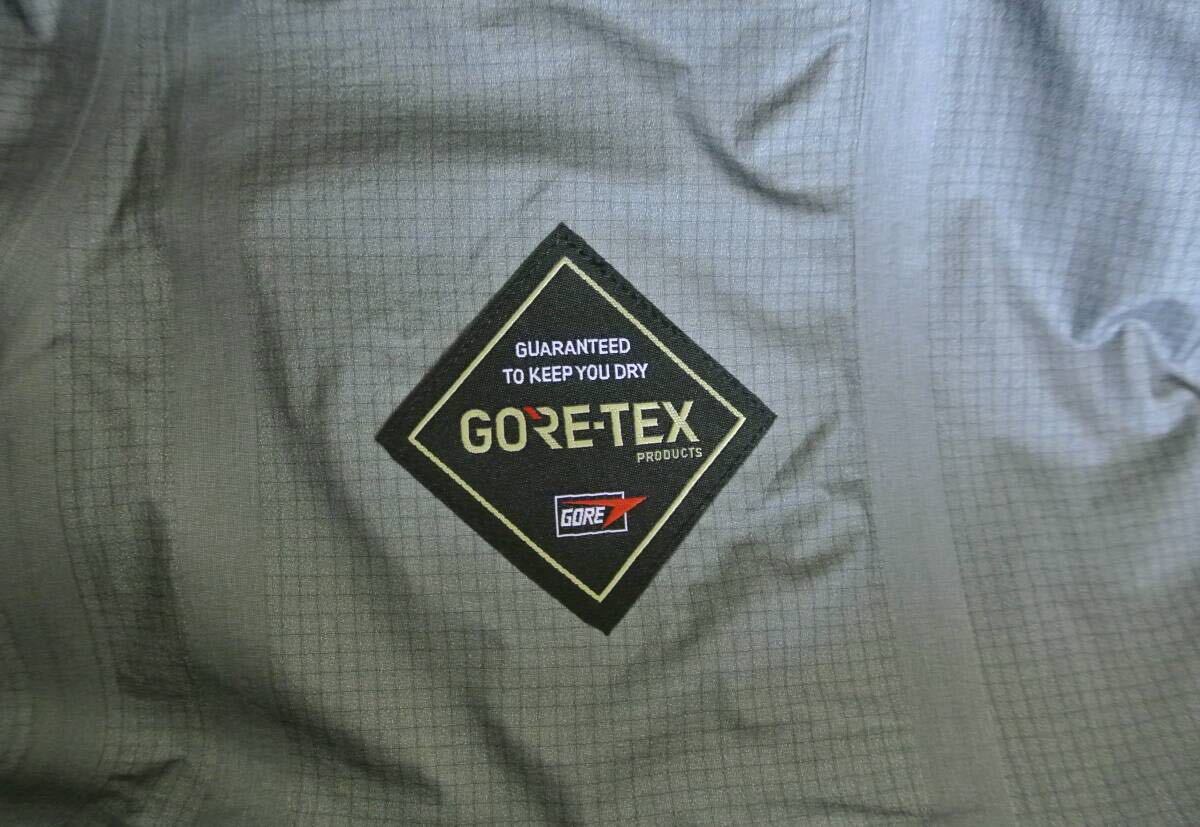 GUARANTEED
TO KEEP YOU DRY
GORE-TEX
PRODUCTS
GORE